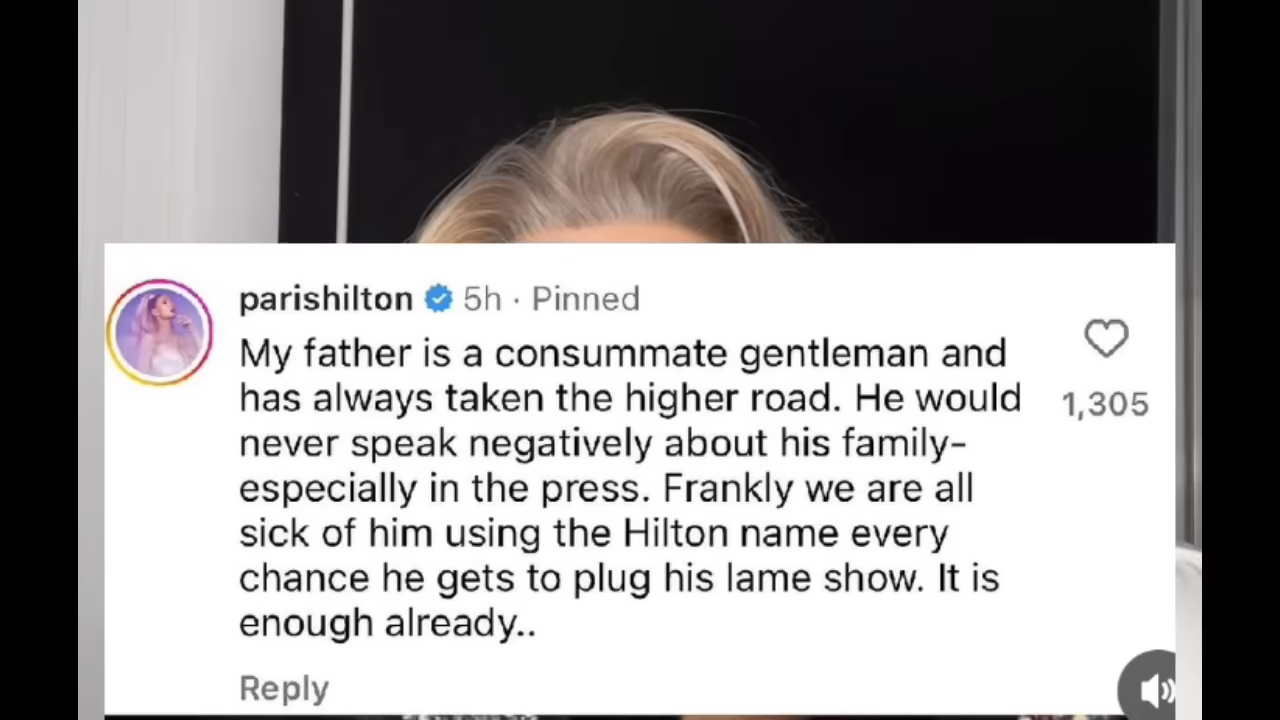 parishilton 5h · Pinned
My father is a consummate gentleman and
has always taken the higher road. He would
never speak negatively about his family-
especially in the press. Frankly we are all
sick of him using the Hilton name every
chance he gets to plug his lame show. It is
enough already..
1,305
Reply